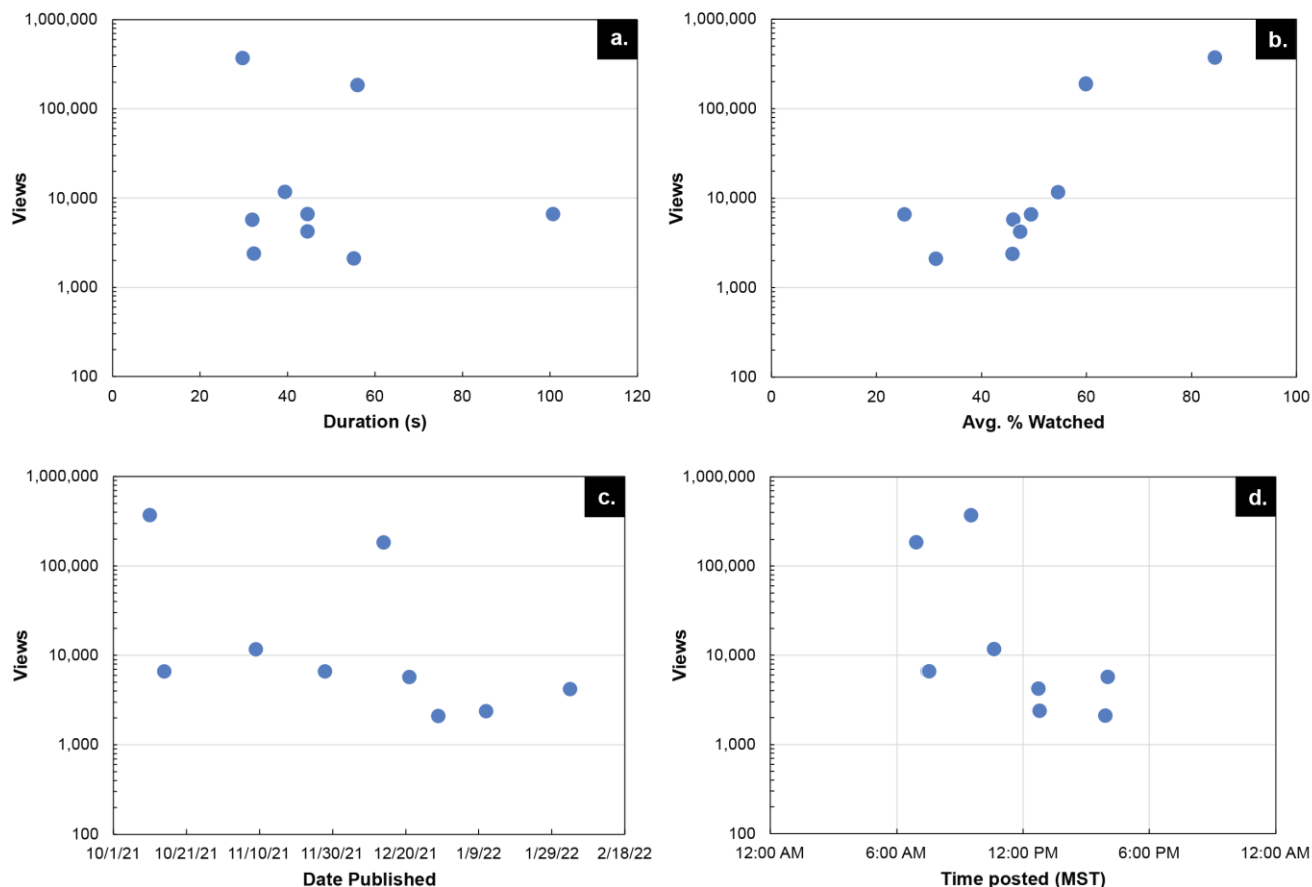 a.
1,000,000
100,000
10,000
1,000
100
Views
0 20 40 60 80 100 120
Duration (s)
b.
1,000,000
100,000
10,000
1,000
100
Views
0 20 40 60 80 100
Avg. % Watched
c.
1,000,000
100,000
10,000
1,000
100
Views
10/1/21 10/21/21 11/10/21 11/30/21 12/20/21 1/9/22 1/29/22 2/18/22
Date Published
d.
1,000,000
100,000
10,000
1,000
100
Views
12:00 AM 6:00 AM 12:00 PM 6:00 PM 12:00 AM
Time posted (MST)